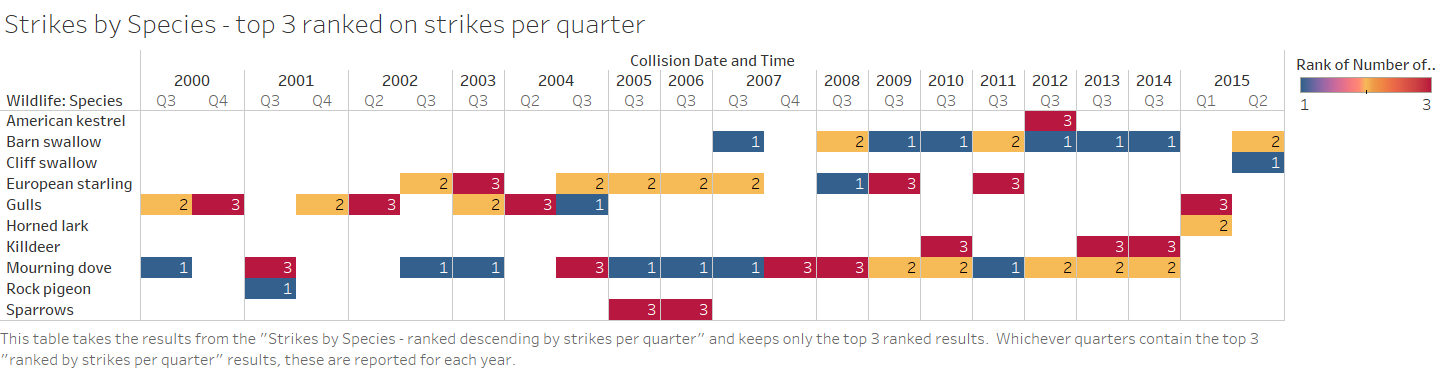 Strikes by Species - top 3 ranked on strikes per quarter
Collision Date and Time
Rank of Number of..
2000 2001 2002 2003 2004 2005 2006 2007 2008 2009 2010 2011 2012 2013 2014 2015
Wildlife: Species Q3 Q4 Q3 Q4 Q2 Q3 Q3 Q2 Q3 Q3 Q3 Q3 Q4 Q3 Q3 Q3 Q3 Q3 Q3 Q3 Q1 Q2
1 3
American kestrel 3
Barn swallow 1 2 1 1 2 1 1 1 2
Cliff swallow 1
European starling 2 3 2 2 2 2 1 3 3
Gulls 2 3 2 3 2 3 1 3
Horned lark 2
Killdeer 3 3 3
Mourning dove 1 3 1 1 3 1 1 1 3 3 2 2 1 2 2 2
Rock pigeon 1
Sparrows 3 3
This table takes the results from the "Strikes by Species - ranked descending by strikes per quarter" and keeps only the top 3 ranked results. Whichever quarters contain the top 3
"ranked by strikes per quarter" results, these are reported for each year.